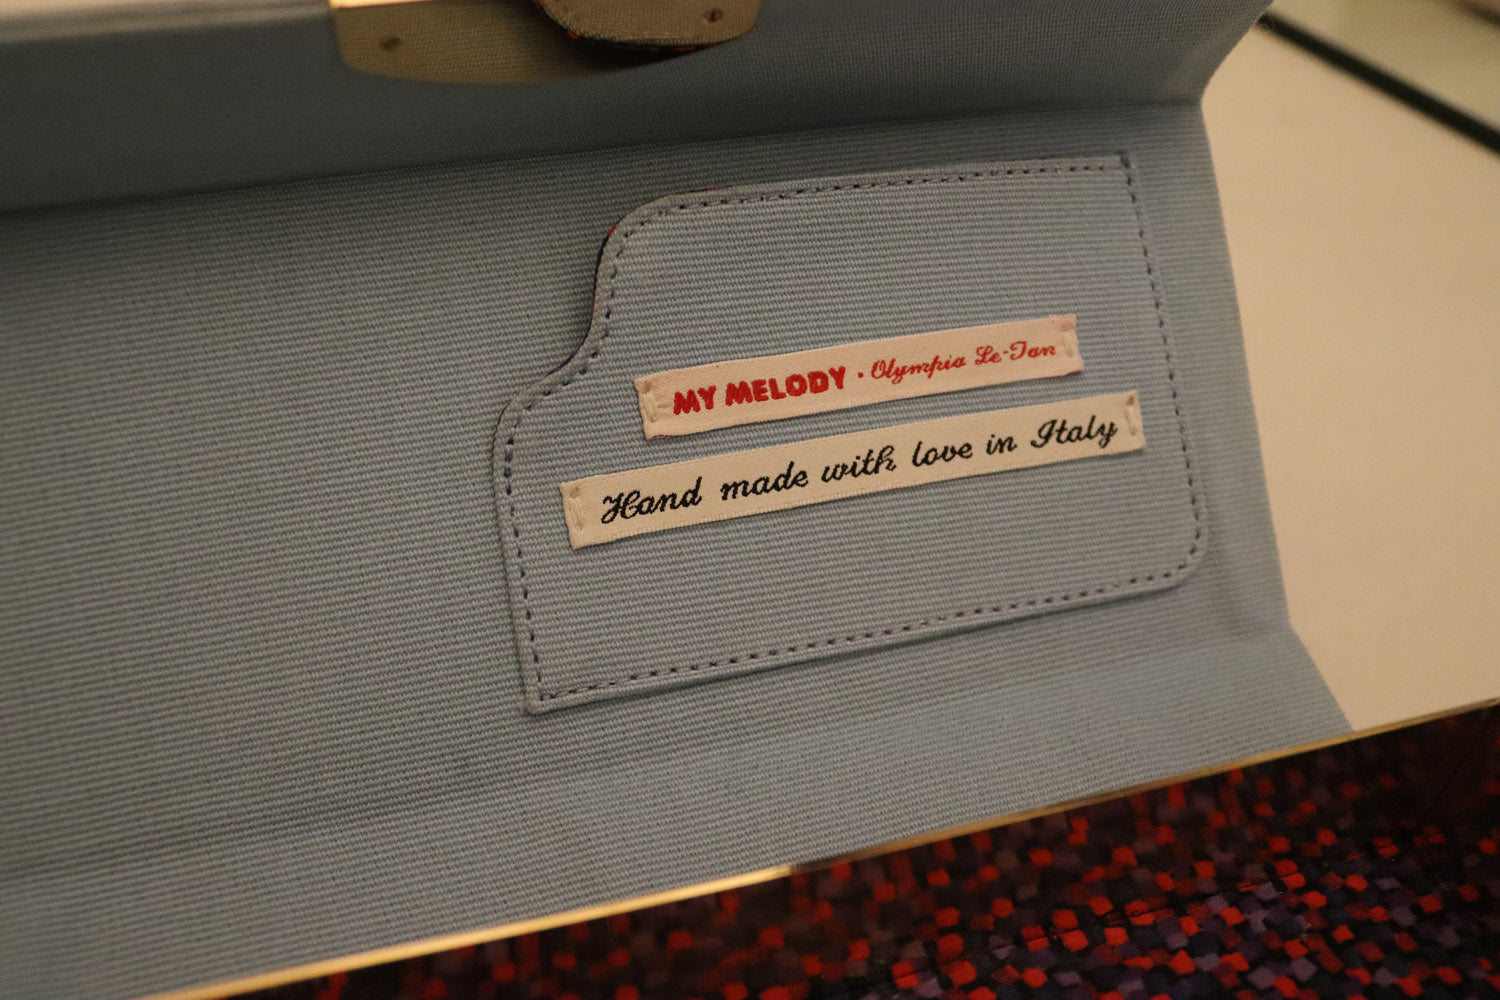 MY MELODY · Olympia Le-Tan
Hand made with love in Italy